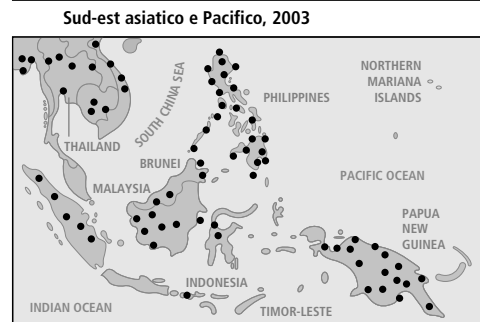 Sud-est asiatico e Pacifico, 2003
SOUTH CHINA SEA
NORTHERN
MARIANA
ISLANDS
PHILIPPINES
THAILAND
BRUNEI
MALAYSIA
PACIFIC OCEAN
PAPUA
NEW
GUINEA
INDONESIA
INDIAN OCEAN
TIMOR-LESTE